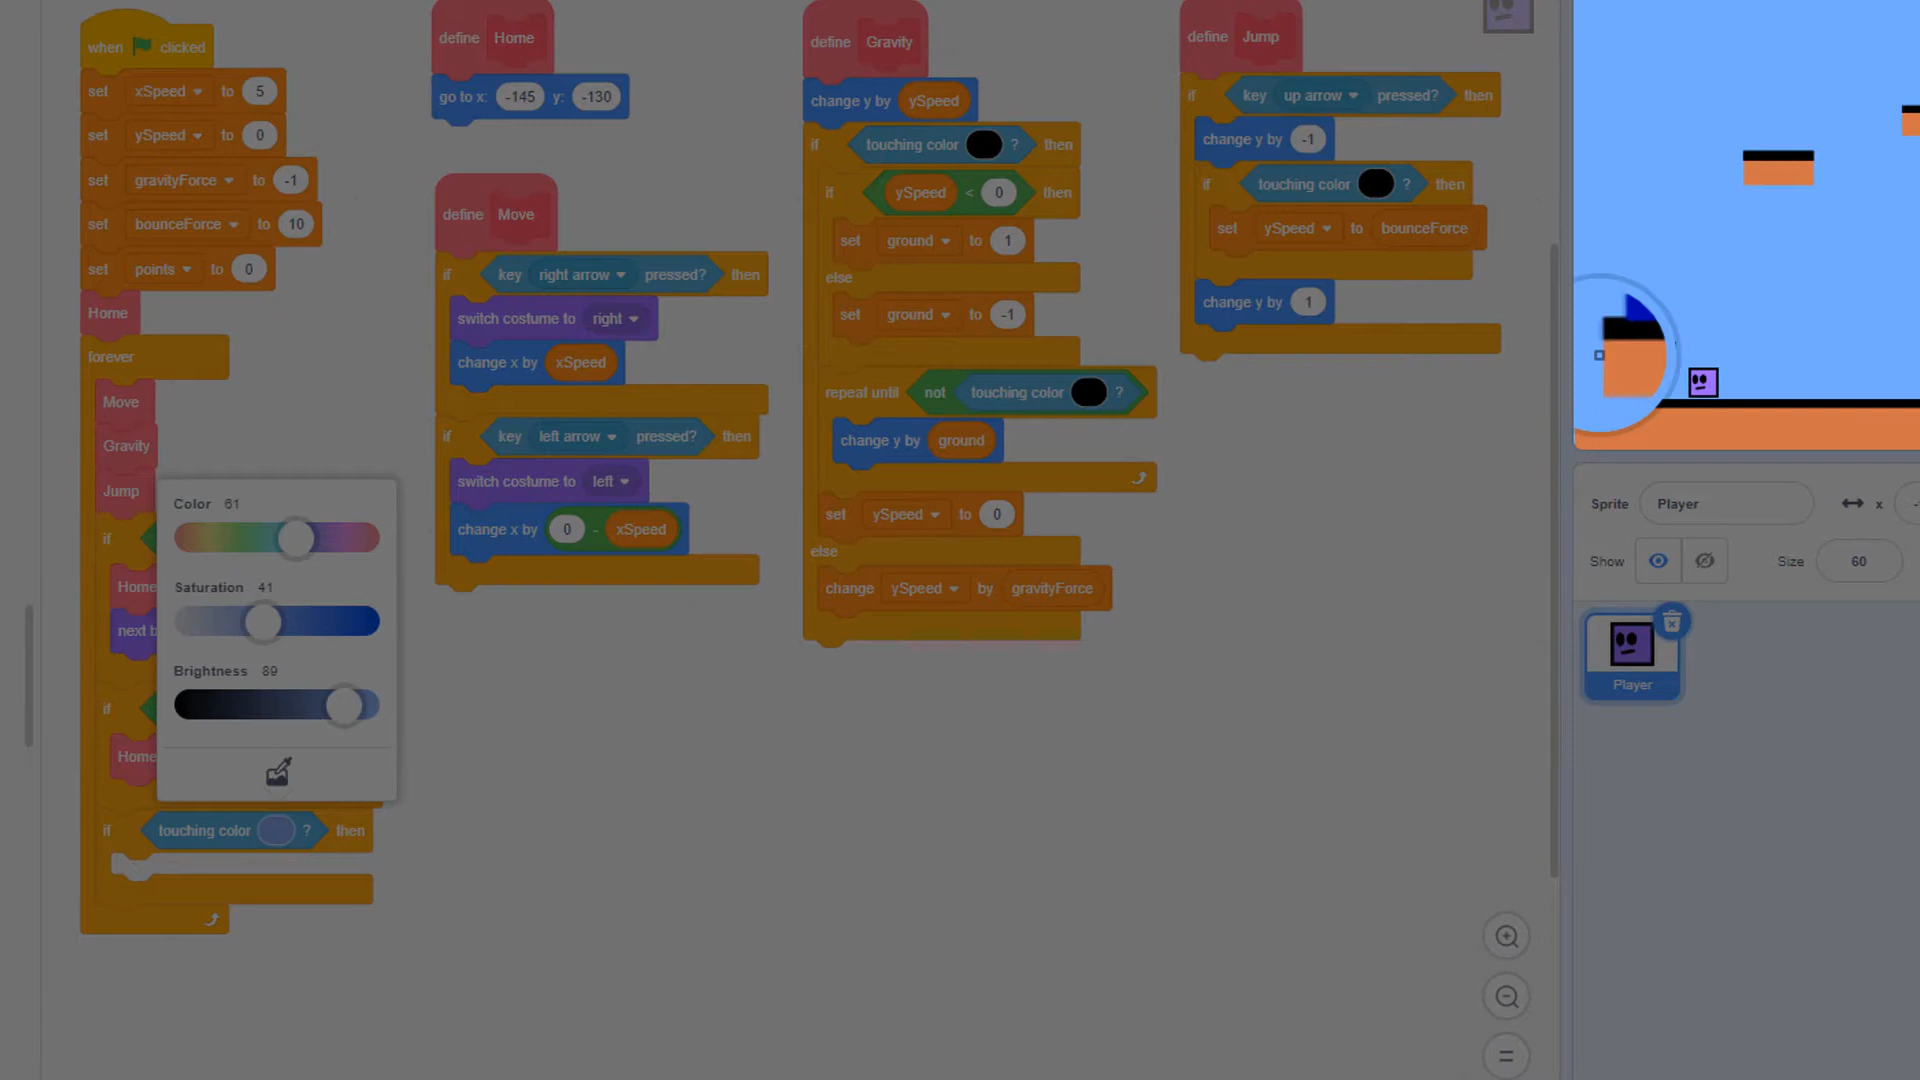 when clicked
set xSpeed to 5
set ySpeed to 0
set gravityForce to -1
set bounceForce to 10
set points to 0
Home
forever
Move
Gravity
Jump
if
Home
next b
if
Home
if touching color ? then
Color 61
Saturation 41
Brightness 89
define Home
go to x: -145 y: -130
define Move
if key right arrow pressed? then
switch costume to right
change x by xSpeed
if key left arrow pressed? then
switch costume to left
change x by 0 - xSpeed
define Gravity
change y by ySpeed
if touching color ? then
if ySpeed < 0 then
set ground to 1
else
set ground to -1
repeat until not touching color ?
change y by ground
set ySpeed to 0
else
change ySpeed by gravityForce
define Jump
if key up arrow pressed? then
change y by -1
if touching color ? then
set ySpeed to bounceForce
change y by 1
Sprite Player x
Show Size 60
Player